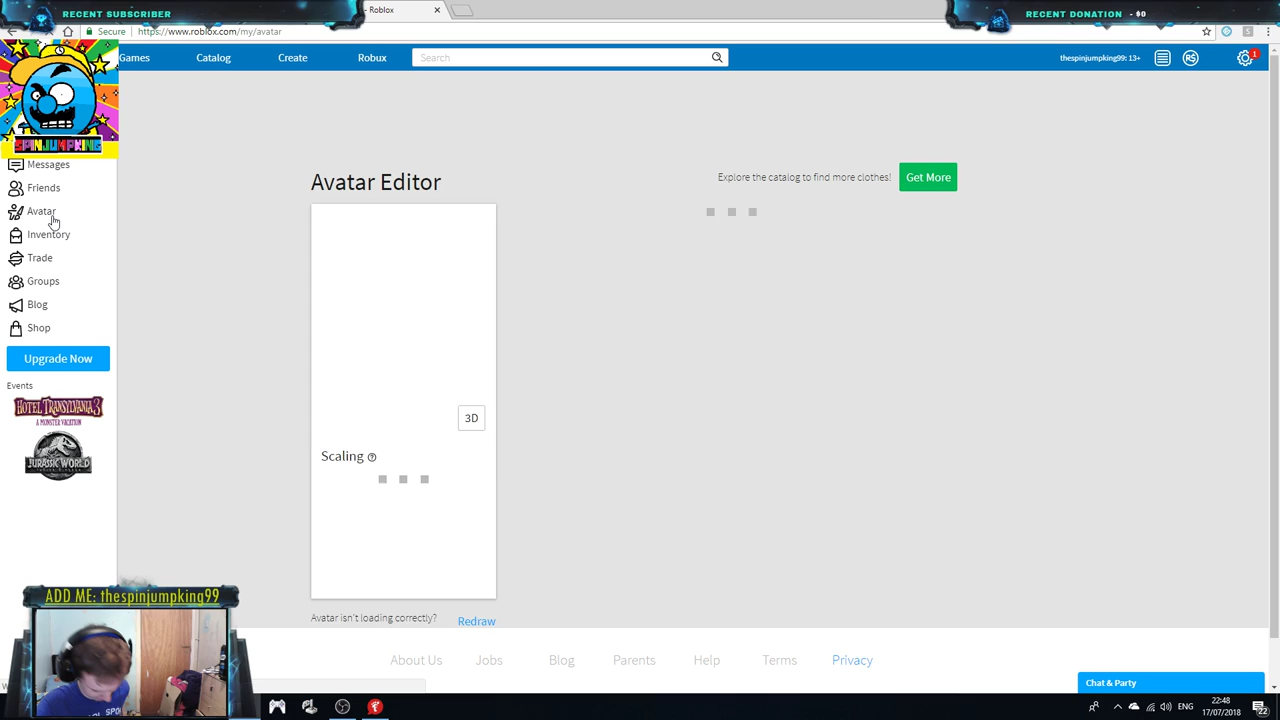 RECENT SUBSCRIBER
- Roblox
RECENT DONATION - $0
Secure https://www.roblox.com/my/avatar
Games
Catalog
Create
Robux
Search
thespinjumpking99: 13+
1
SPINJUMPKING
Messages
Friends
Avatar
Inventory
Trade
Groups
Blog
Shop
Upgrade Now
Events
HOTEL TRANSYLVANIA 3
A MONSTER VACATION
JURASSIC WORLD
Avatar Editor
Explore the catalog to find more clothes!
Get More
3D
Scaling
Avatar isn't loading correctly?
Redraw
About Us
Jobs
Blog
Parents
Help
Terms
Privacy
Chat & Party
ADD ME: thespinjumpking99
ENG
22:48
17/07/2018
22